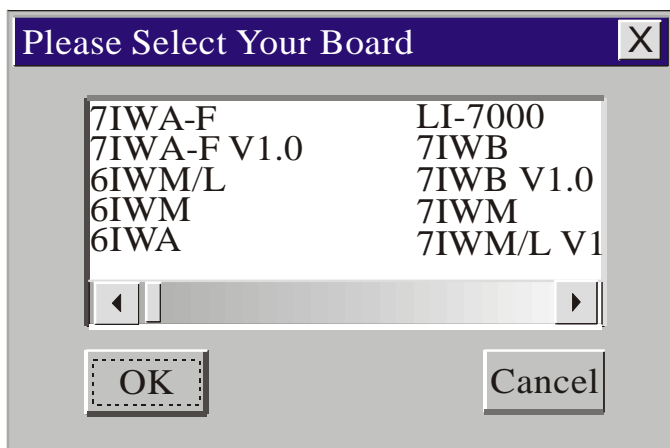 Please Select Your Board X
7IWA-F LI-7000
7IWA-F V1.0 7IWB
6IWM/L 7IWB V1.0
6IWM 7IWM
6IWA 7IWM/L V1
OK Cancel